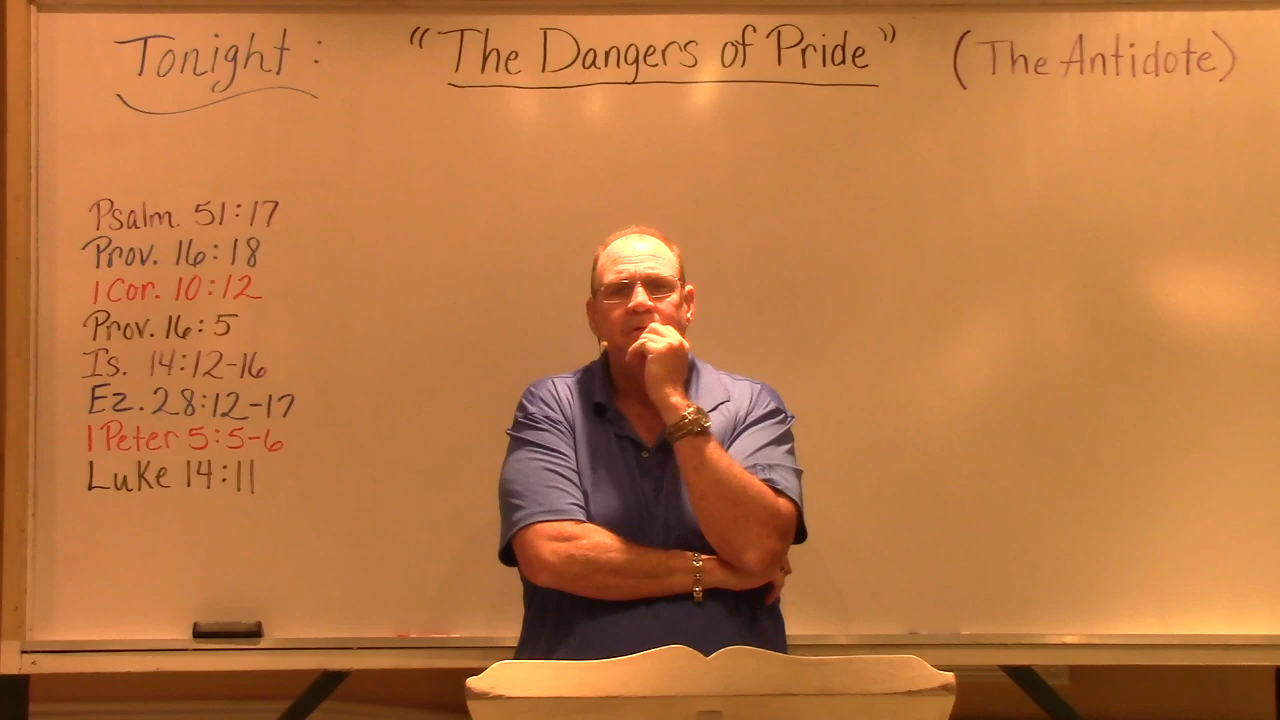 Tonight: "The Dangers of Pride" (The Antidote)
Psalm. 51:17
Prov. 16:18
1 Cor. 10:12
Prov. 16:5
Is. 14:12-16
Ez. 28:12-17
1 Peter 5:5-6
Luke 14:11